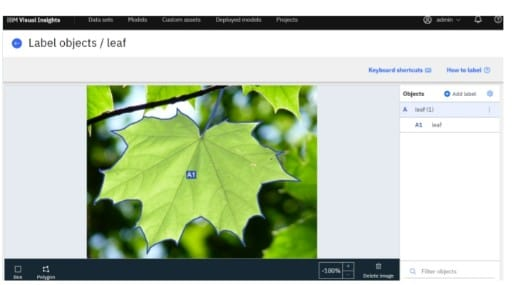 IBM Visual Insights Data sets Models Custom assets Deployed models Projects admin
Label objects / leaf
Keyboard shortcuts How to label
Objects Add label
A leaf (1)
A1 leaf
A1
-100% + −
Box Polygon Delete image
Filter objects